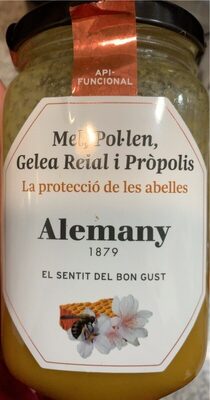 API-
FUNCIONAL
Mel, Pol·len,
Gelea Reial i Pròpolis
La protecció de les abelles
Alemany
1879
EL SENTIT DEL BON GUST